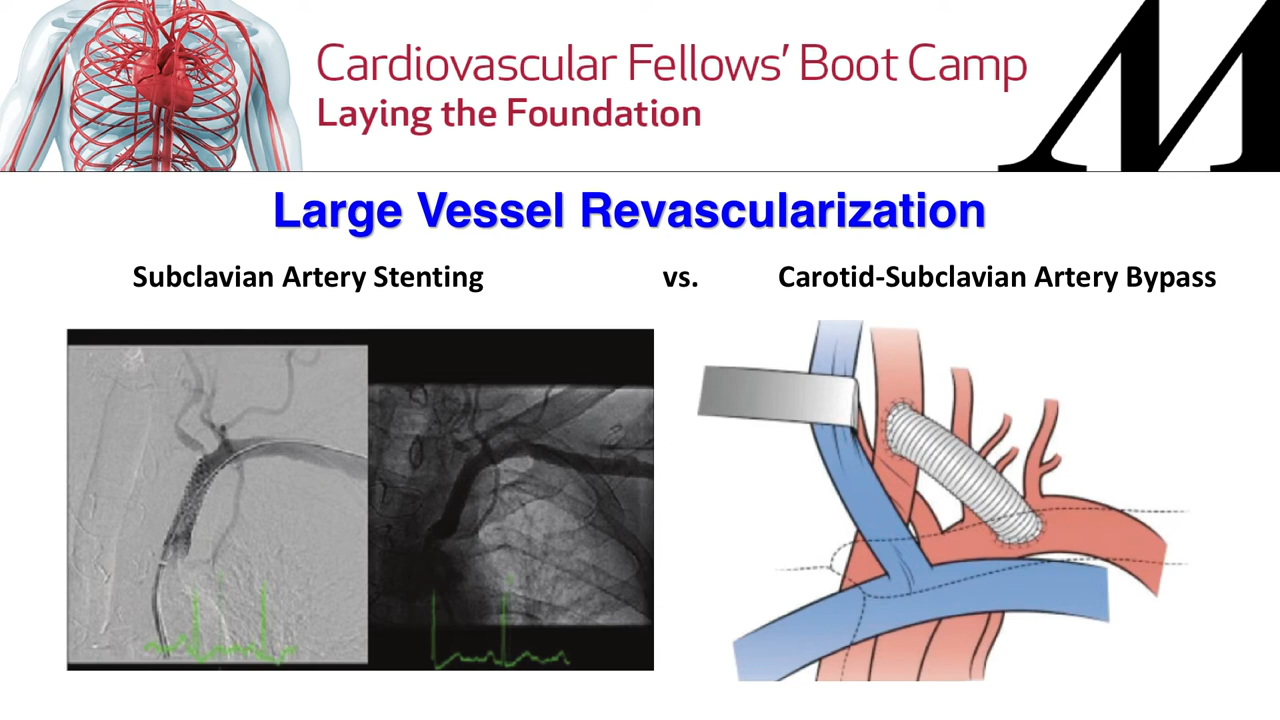 Cardiovascular Fellows' Boot Camp
Laying the Foundation
M
Large Vessel Revascularization
Subclavian Artery Stenting vs. Carotid-Subclavian Artery Bypass